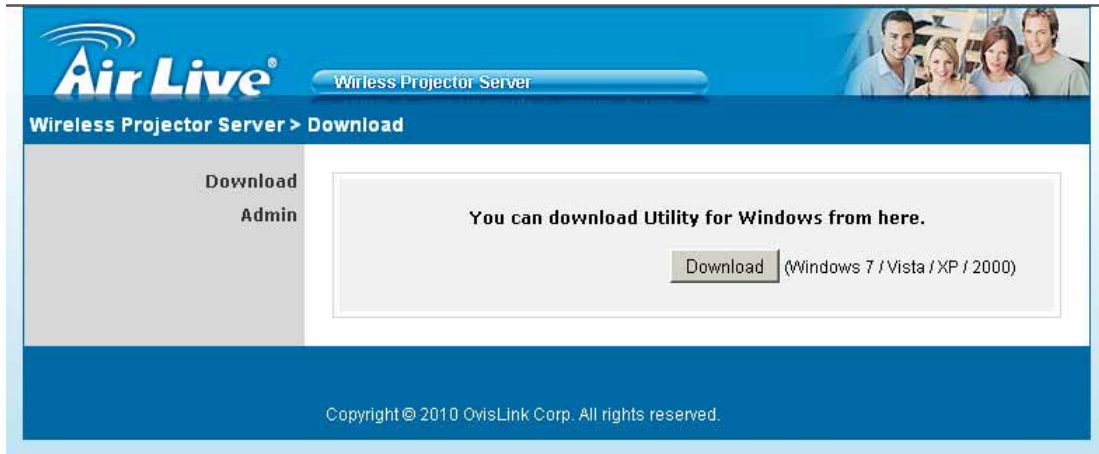 Air Live®
Wirless Projector Server
Wireless Projector Server > Download
Download
Admin
You can download Utility for Windows from here.
Download (Windows 7 / Vista / XP / 2000)
Copyright © 2010 OvisLink Corp. All rights reserved.